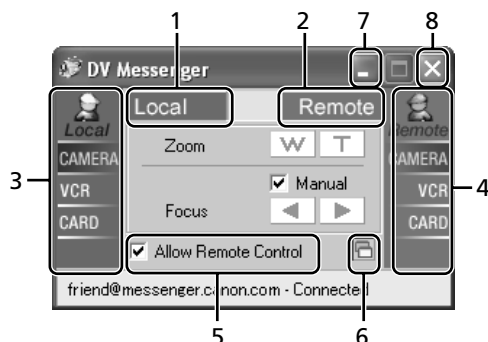 1 2 7 8
DV Messenger
Local Remote
Local Remote
Zoom W T
CAMERA CAMERA
Manual
3 VCR VCR 4
Focus
CARD CARD
Allow Remote Control
friend@messenger.canon.com - Connected
5 6